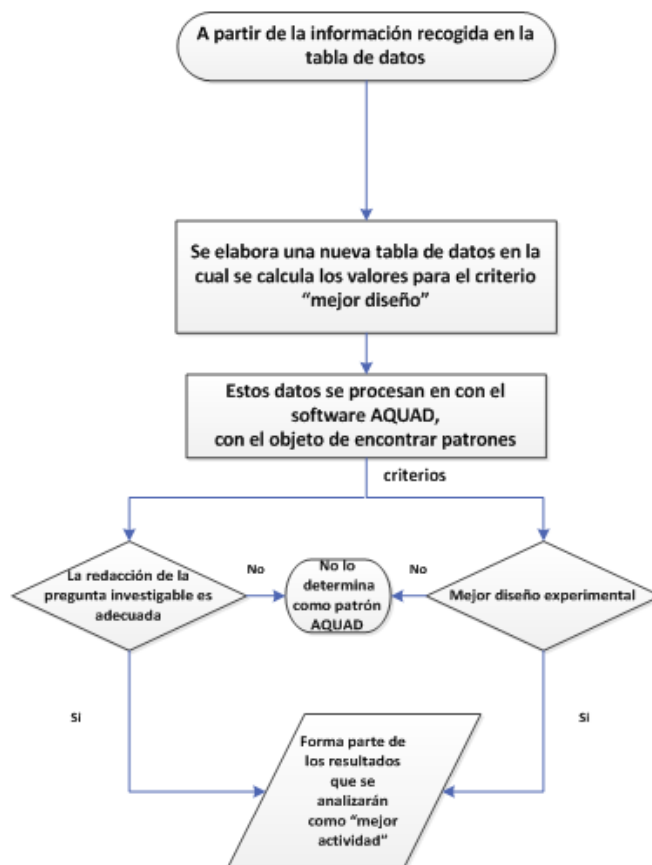 A partir de la información recogida en la
tabla de datos
Se elabora una nueva tabla de datos en la
cual se calcula los valores para el criterio
“mejor diseño”
Estos datos se procesan en con el
software AQUAD,
con el objeto de encontrar patrones
criterios
La redacción de la
pregunta investigable es
adecuada
No
No lo
determina
como patrón
AQUAD
No
Mejor diseño experimental
Si
Si
Forma parte de
los resultados
que se
analizarán
como “mejor
actividad”